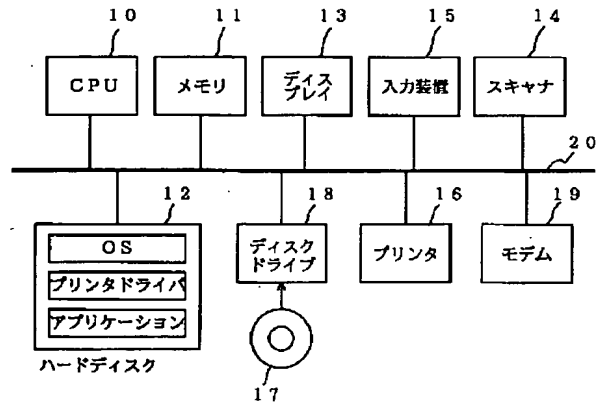 10
11
13
15
14
CPU
メモリ
ディス
プレイ
入力装置
スキャナ
20
12
18
16
19
OS
プリンタドライバ
アプリケーション
ディスク
ドライブ
プリンタ
モデム
ハードディスク
17